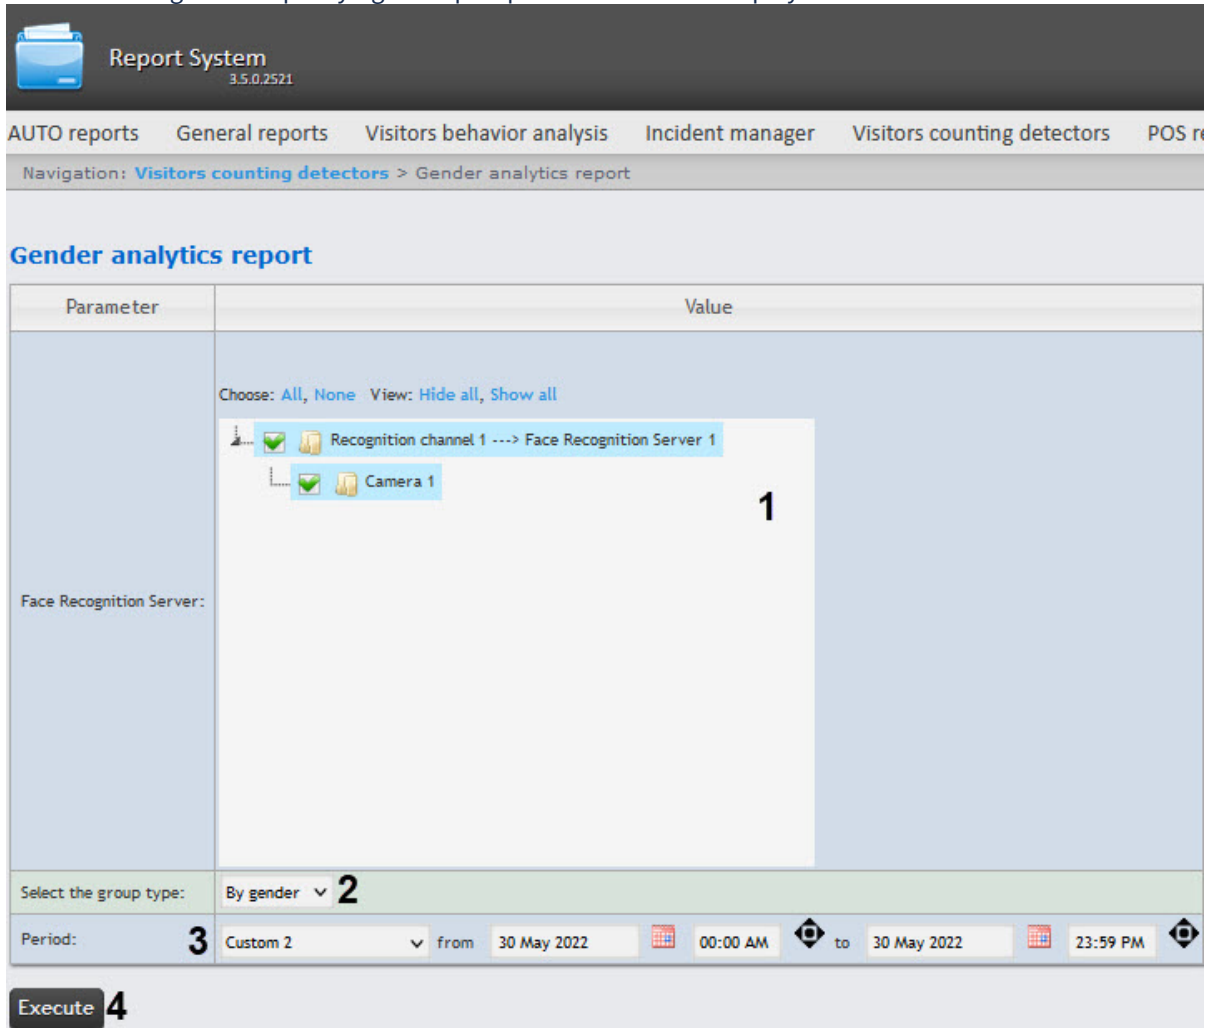 Report System
3.5.0.2521
AUTO reports General reports Visitors behavior analysis Incident manager Visitors counting detectors POS
Navigation: Visitors counting detectors > Gender analytics report
Gender analytics report
Parameter Value
Choose: All, None View: Hide all, Show all
Recognition channel 1 ---> Face Recognition Server 1
Camera 1
1
Face Recognition Server:
Select the group type: By gender 2
Period: 3 Custom 2 from 30 May 2022 00:00 AM to 30 May 2022 23:59 PM
Execute 4